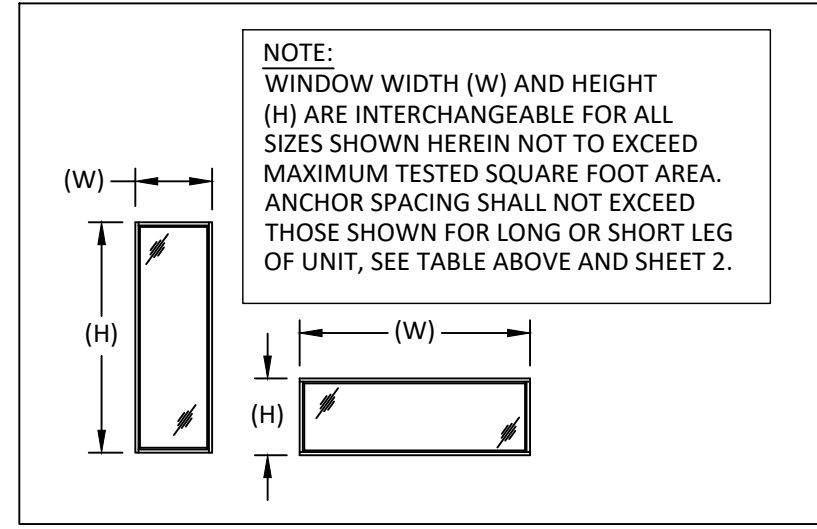 NOTE:
WINDOW WIDTH (W) AND HEIGHT
(H) ARE INTERCHANGEABLE FOR ALL
SIZES SHOWN HEREIN NOT TO EXCEED
MAXIMUM TESTED SQUARE FOOT AREA.
ANCHOR SPACING SHALL NOT EXCEED
THOSE SHOWN FOR LONG OR SHORT LEG
OF UNIT, SEE TABLE ABOVE AND SHEET 2.
(W)
(H)
(W)
(H)